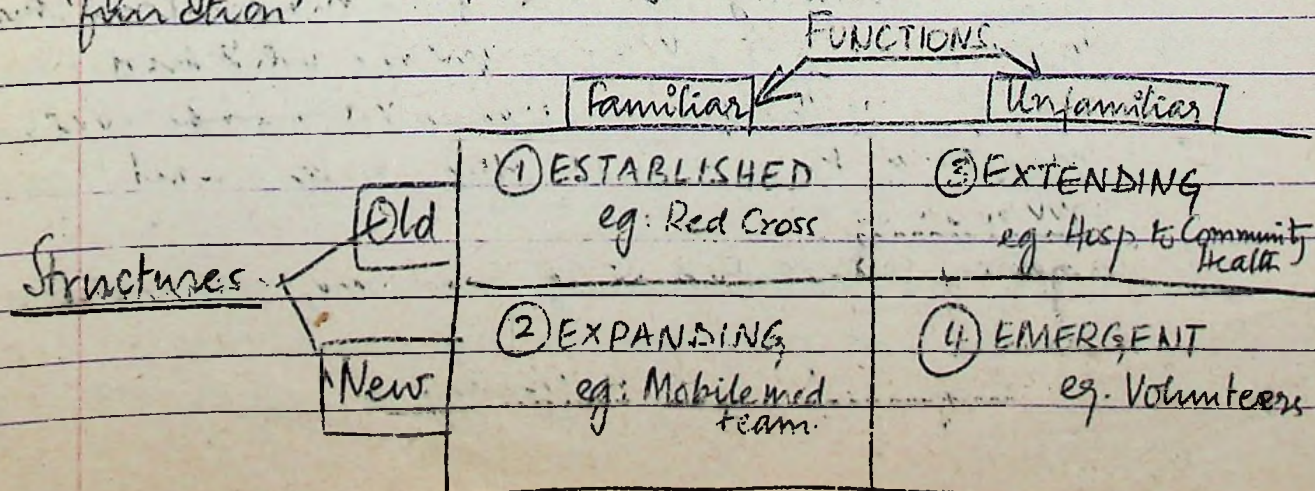 function
FUNCTIONS
Familiar Unfamiliar
① ESTABLISHED ③ EXTENDING
Old eg: Red Cross eg. Hosp to Community
Health
Structures
② EXPANDING ④ EMERGENT
New eg: Mobile med eg. Volunteers
team.